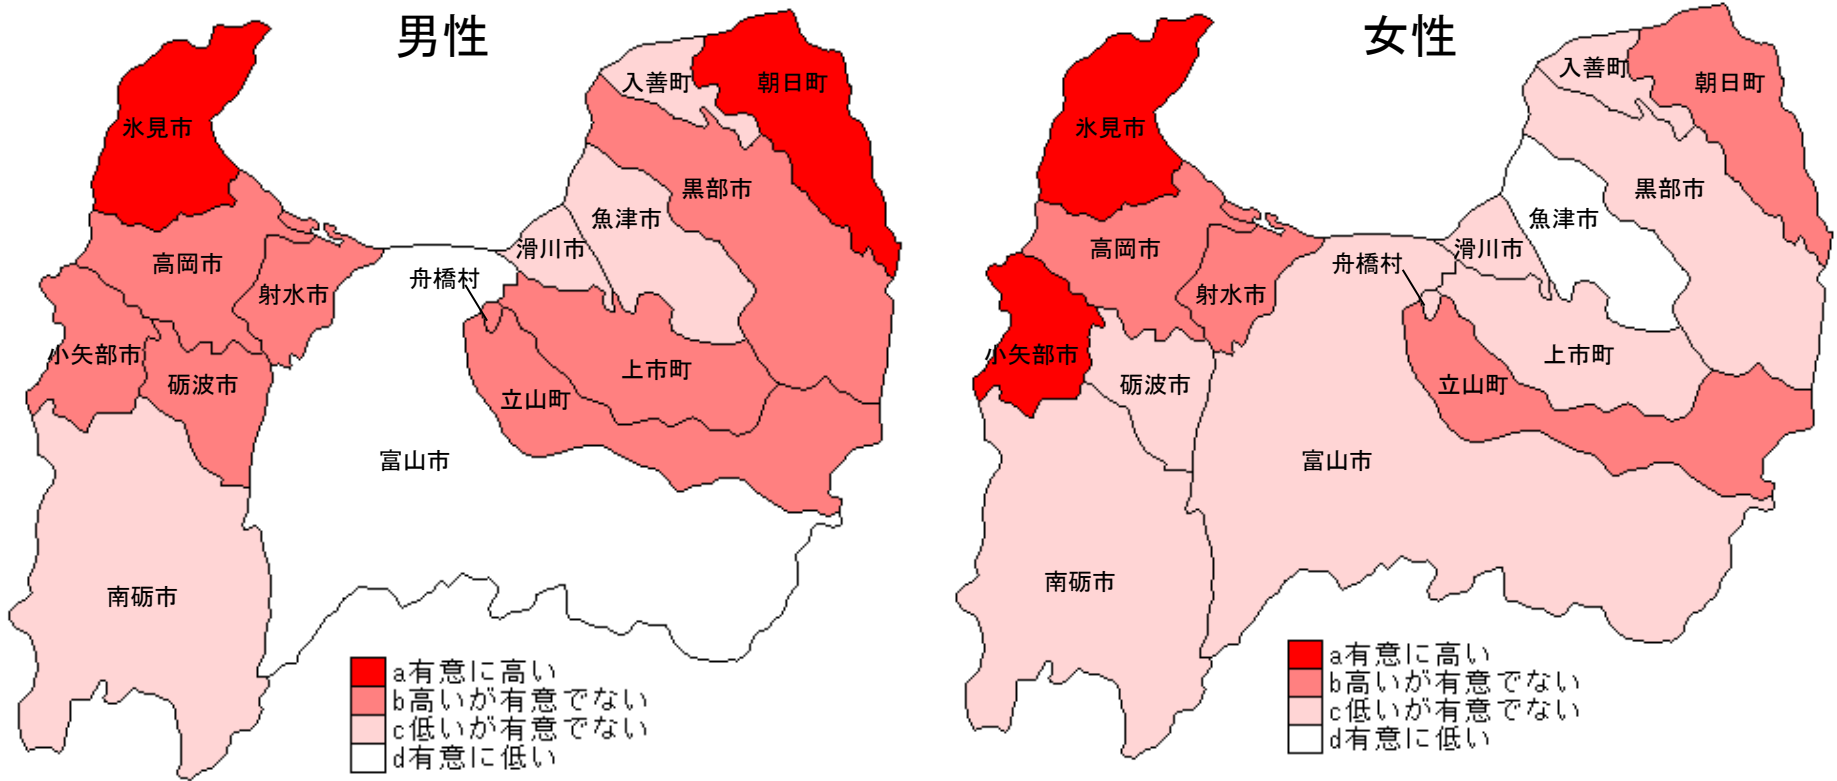 男性
入善町
朝日町
氷見市
黒部市
魚津市
滑川市
高岡市
舟橋村
射水市
小矢部市
上市町
砺波市
立山町
富山市
南砺市
a有意に高い
b高いが有意でない
c低いが有意でない
d有意に低い
女性
入善町
朝日町
氷見市
黒部市
魚津市
滑川市
高岡市
舟橋村
射水市
小矢部市
上市町
砺波市
立山町
富山市
南砺市
a有意に高い
b高いが有意でない
c低いが有意でない
d有意に低い